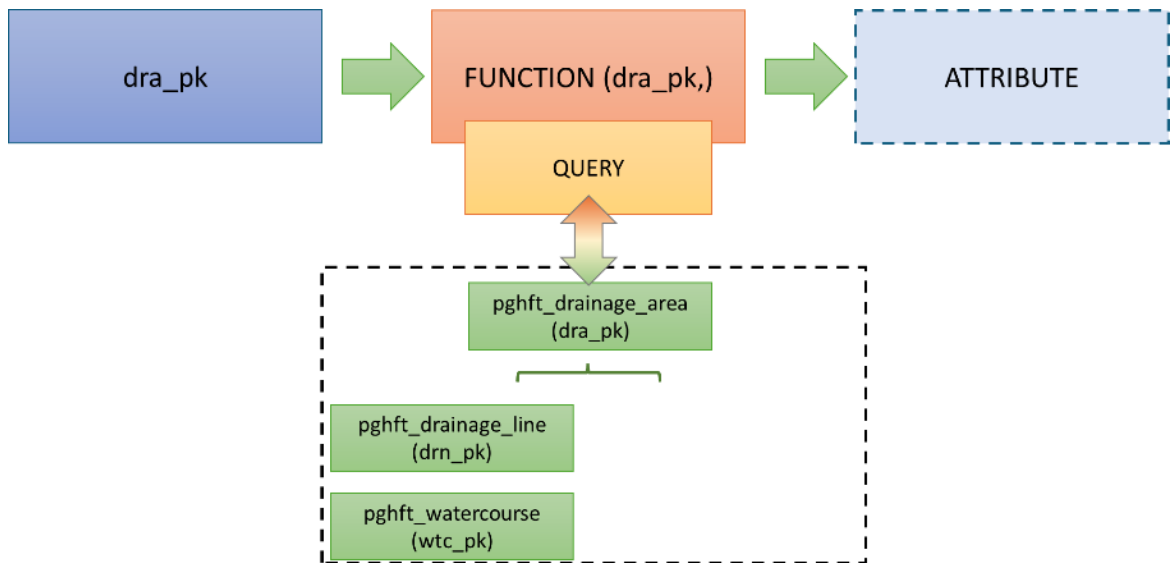 dra_pk
FUNCTION (dra_pk,)
ATTRIBUTE
QUERY
pghft_drainage_area
(dra_pk)
pghft_drainage_line
(drn_pk)
pghft_watercourse
(wtc_pk)